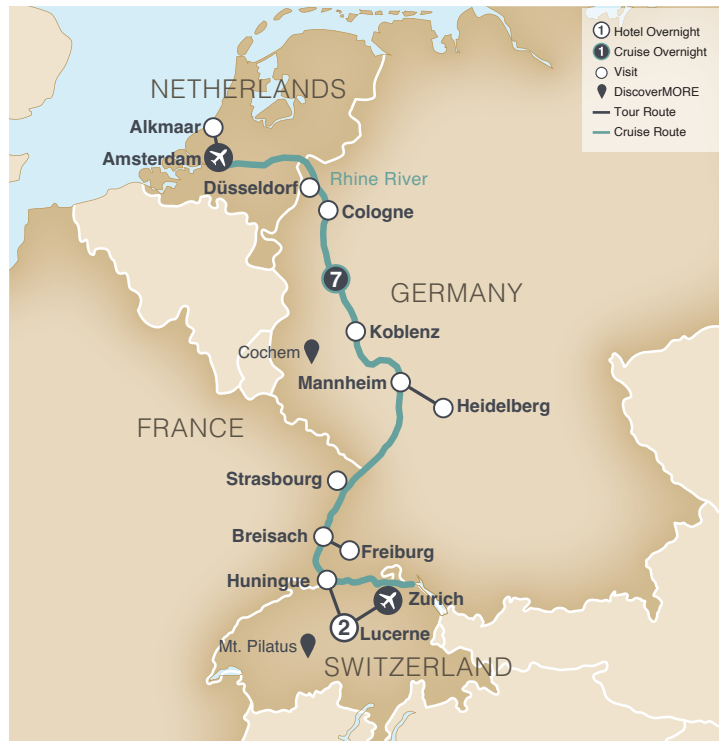 1 Hotel Overnight
1 Cruise Overnight
Visit
DiscoverMORE
Tour Route
Cruise Route
NETHERLANDS
Alkmaar
Amsterdam
Rhine River
Düsseldorf
Cologne
7
GERMANY
Koblenz
Cochem
Mannheim
Heidelberg
FRANCE
Strasbourg
Breisach
Freiburg
Huningue
Zurich
2
Lucerne
Mt. Pilatus
SWITZERLAND